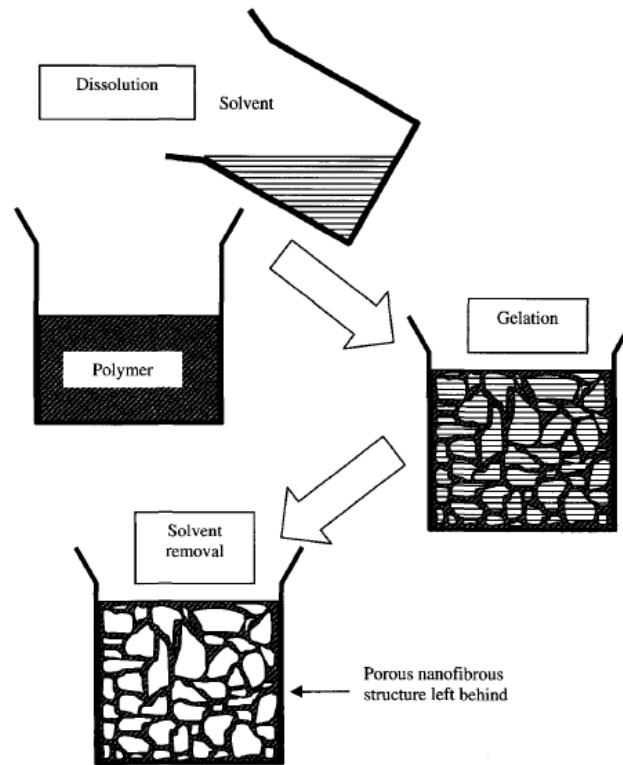 Dissolution
Solvent
Polymer
Gelation
Solvent
removal
Porous nanofibrous
structure left behind